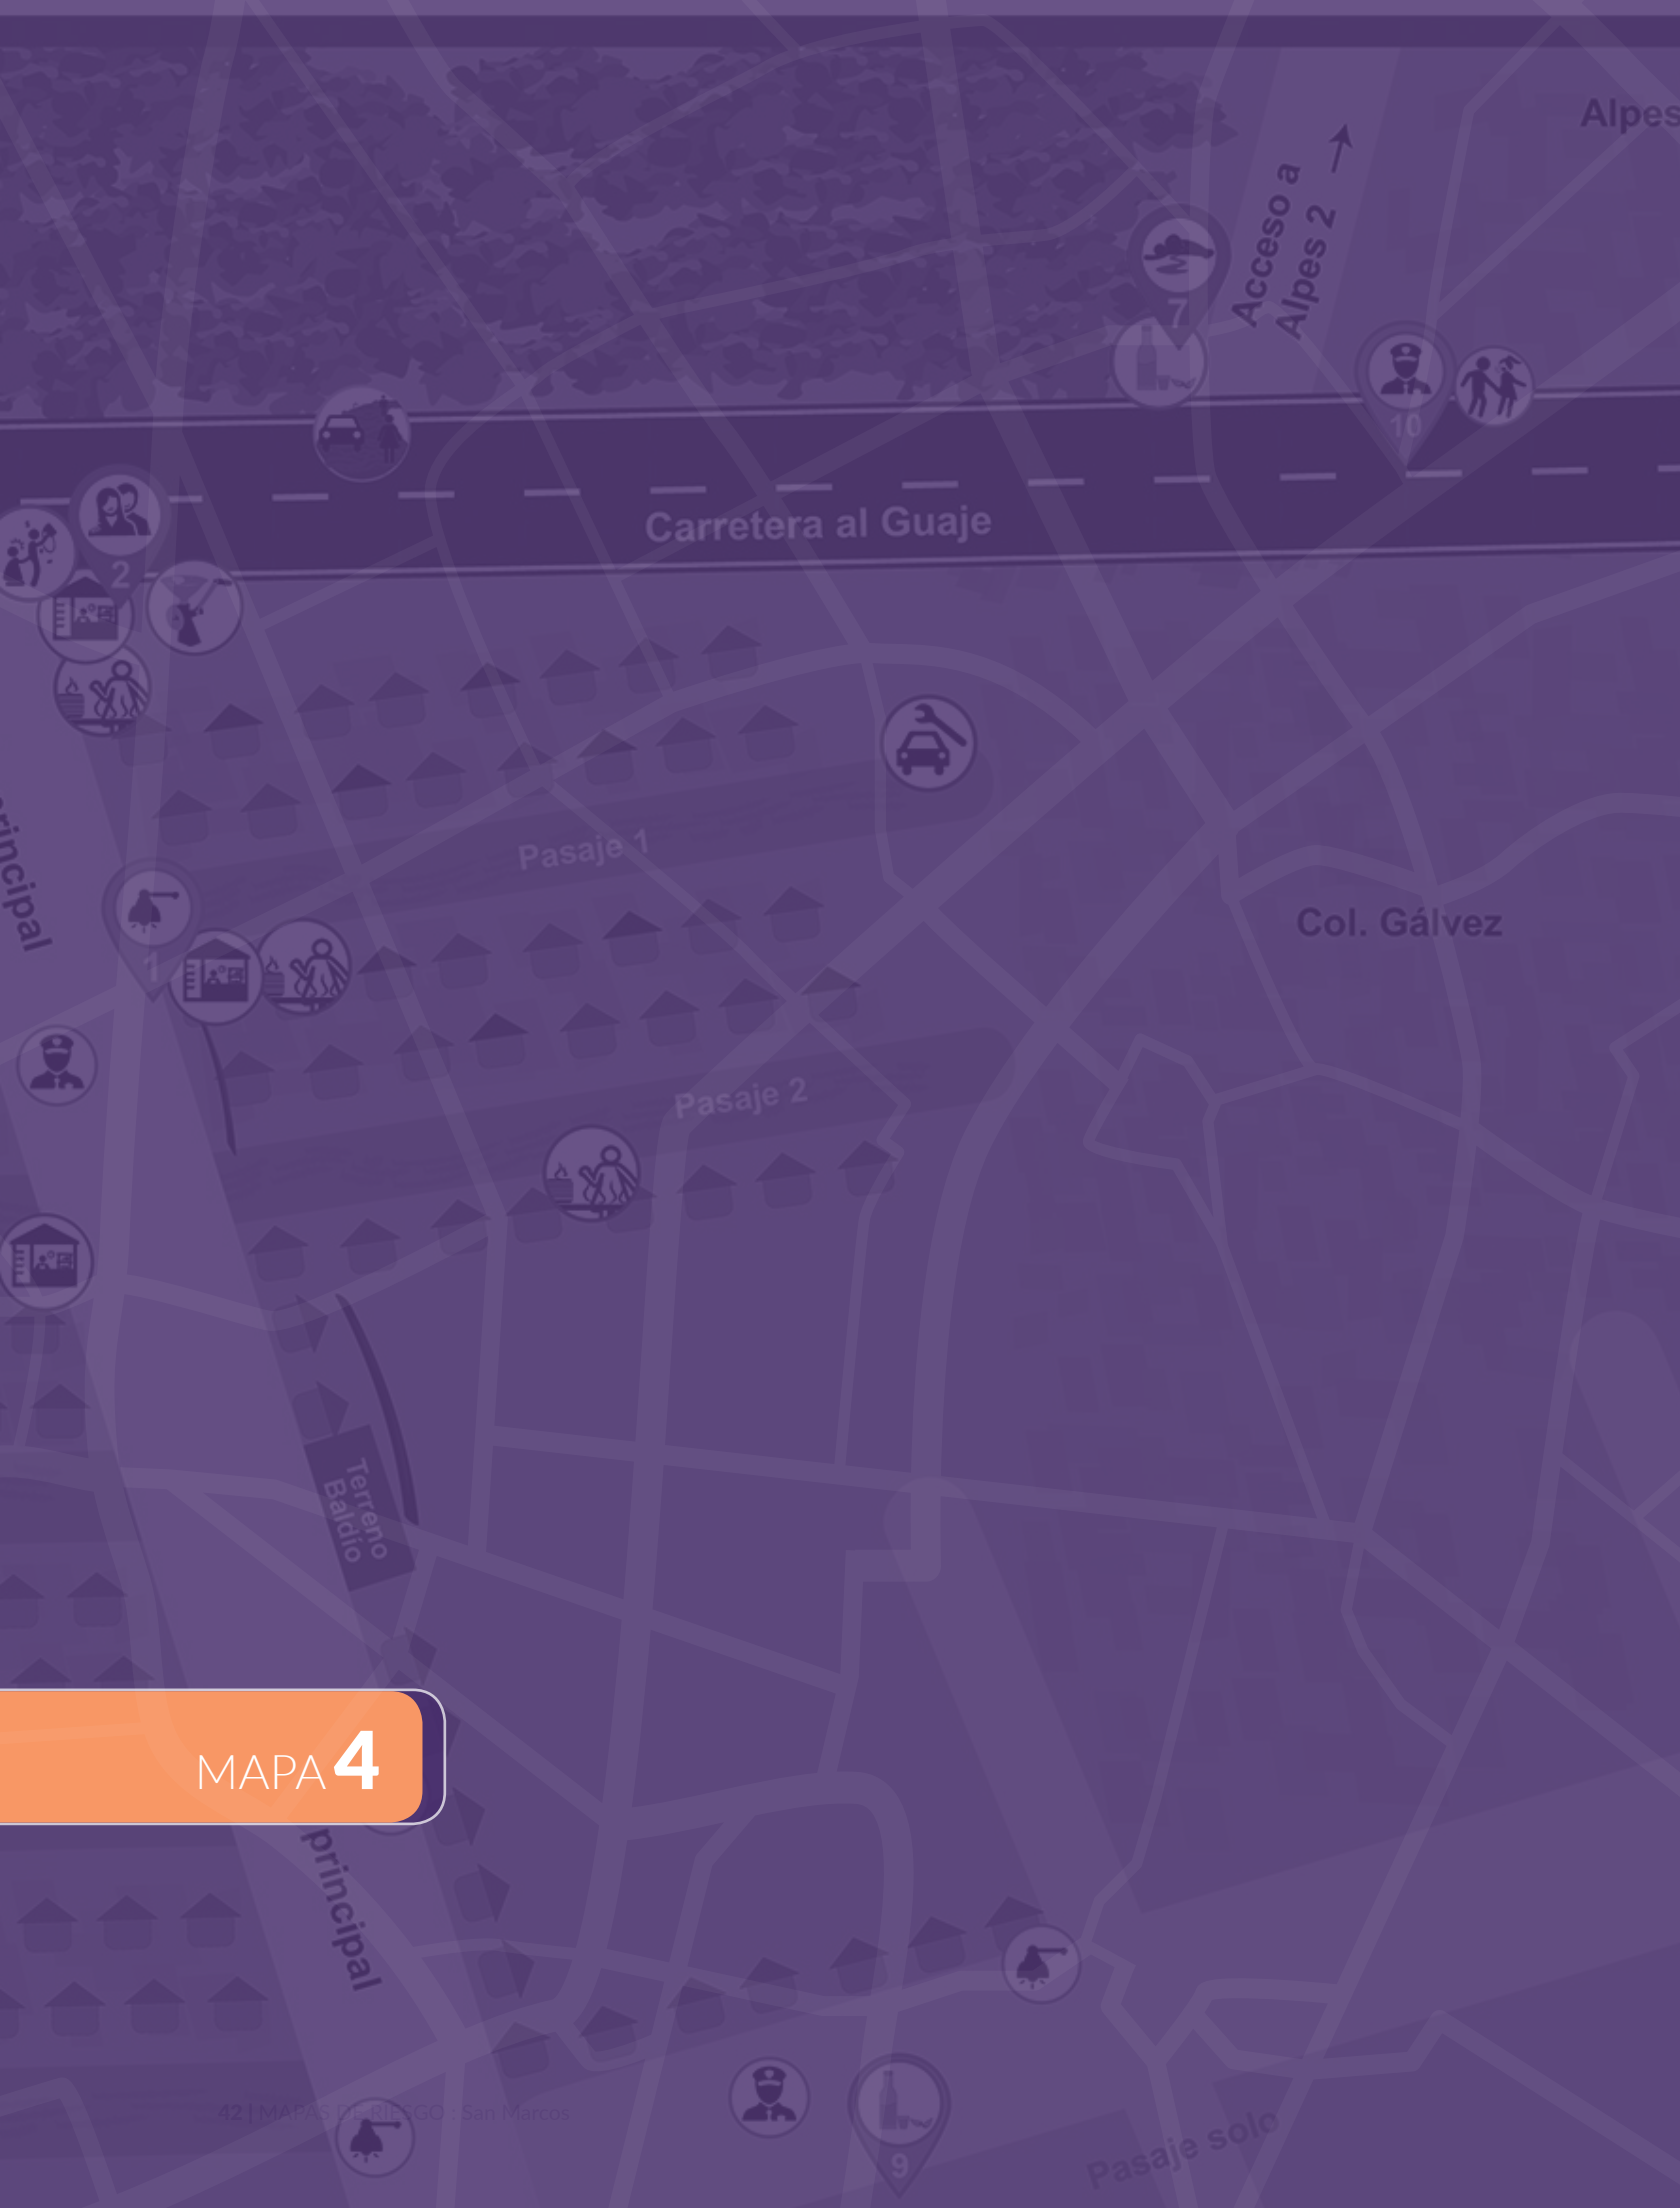 Alpes
Acceso a
Alpes 2
7
10
Carretera al Guaje
2
Pasaje 1
principal
1
Col. Gálvez
Pasaje 2
Terreno
Baldío
MAPA 4
principal
42 | MAPAS DE RIESGO : San Marcos
9
Pasaje solo